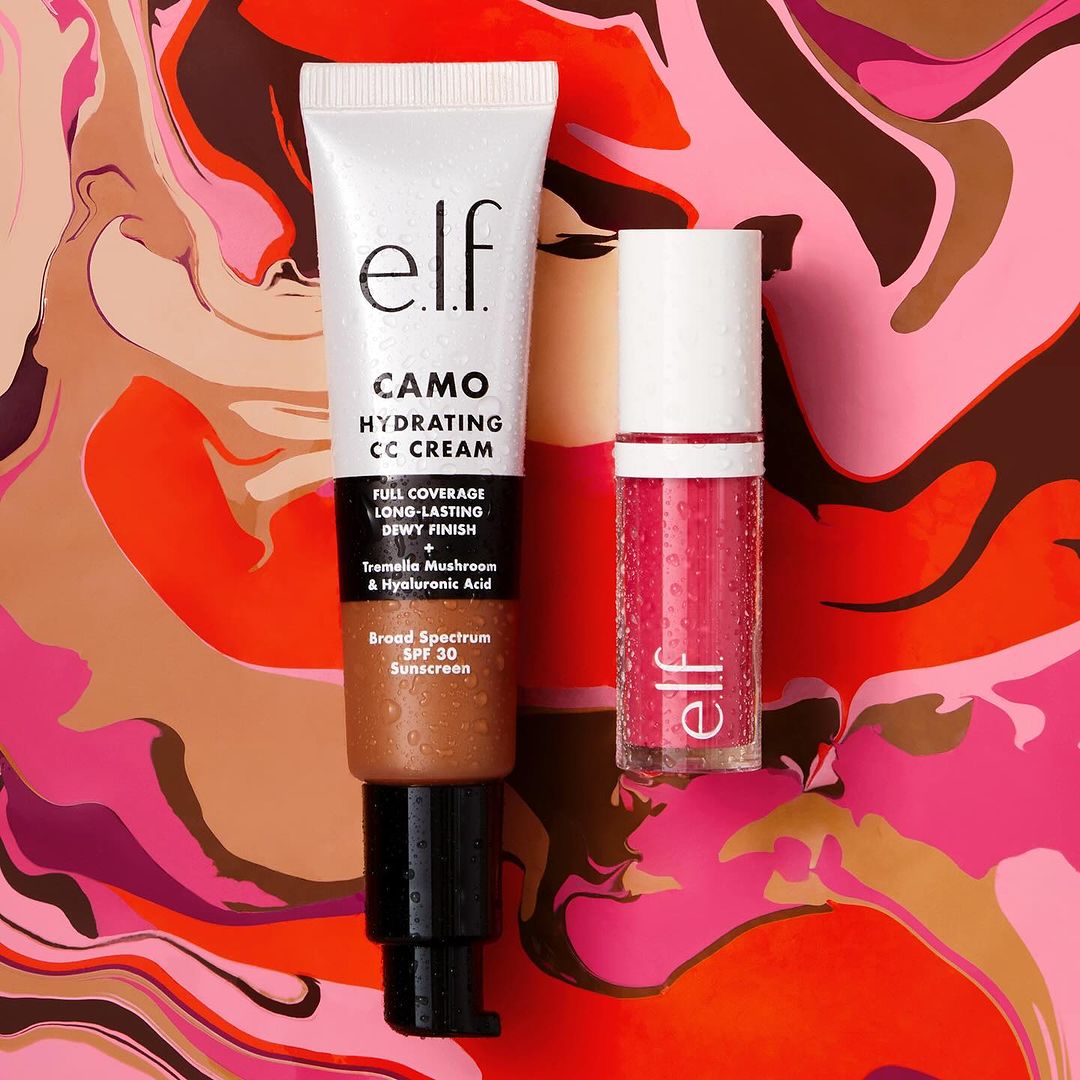 e.l.f.
CAMO
HYDRATING
CC CREAM
FULL COVERAGE
LONG-LASTING
DEWY FINISH
+
Tremella Mushroom
& Hyaluronic Acid
Broad Spectrum
SPF 30
Sunscreen
e.l.f.